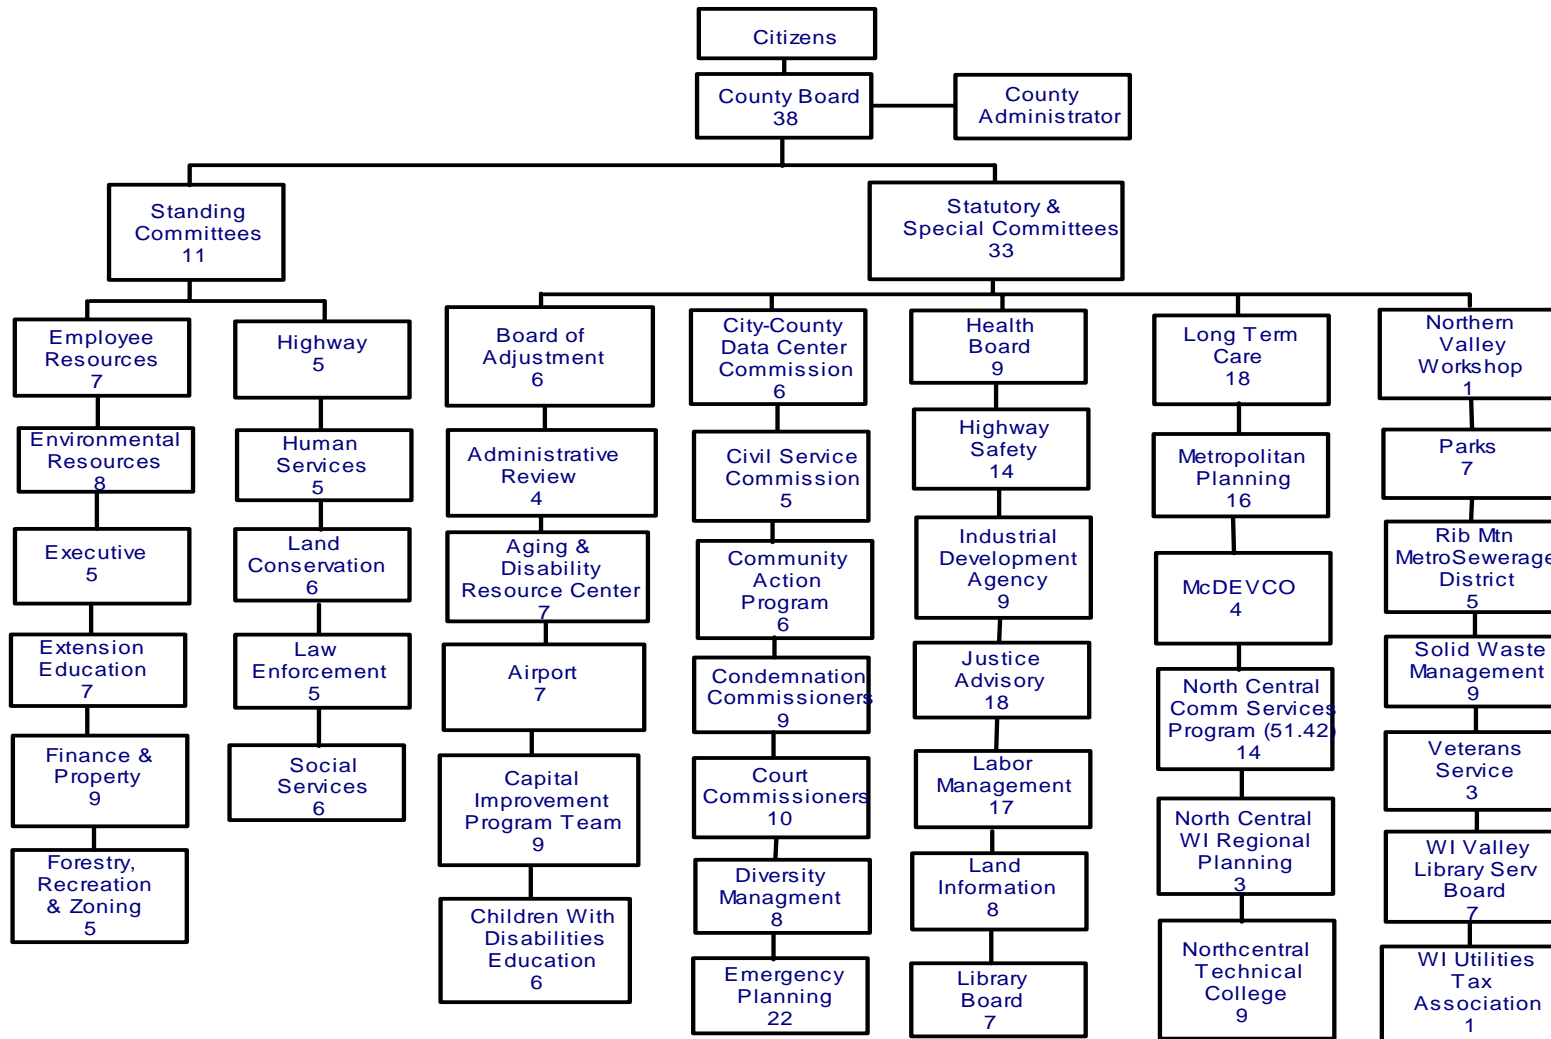 Citizens
County Board
38
County
Administrator
Standing
Committees
11
Statutory &
Special Committees
33
Employee
Resources
7
Environmental
Resources
8
Executive
5
Extension
Education
7
Finance &
Property
9
Forestry,
Recreation
& Zoning
5
Highway
5
Human
Services
5
Land
Conservation
6
Law
Enforcement
5
Social
Services
6
Board of
Adjustment
6
Administrative
Review
4
Aging &
Disability
Resource Center
7
Airport
7
Capital
Improvement
Program Team
9
Children With
Disabilities
Education
6
City-County
Data Center
Commission
6
Civil Service
Commission
5
Community
Action
Program
6
Condemnation
Commissioners
9
Court
Commissioners
10
Diversity
Managment
8
Emergency
Planning
22
Health
Board
9
Highway
Safety
14
Industrial
Development
Agency
9
Justice
Advisory
18
Labor
Management
17
Land
Information
8
Library
Board
7
Long Term
Care
18
Metropolitan
Planning
16
McDEVCO
4
North Central
Comm Services
Program (51.42)
14
North Central
WI Regional
Planning
3
Northcentral
Technical
College
9
Northern
Valley
Workshop
1
Parks
7
Rib Mtn
MetroSewerage
District
5
Solid Waste
Management
9
Veterans
Service
3
WI Valley
Library Serv
Board
7
WI Utilities
Tax
Association
1